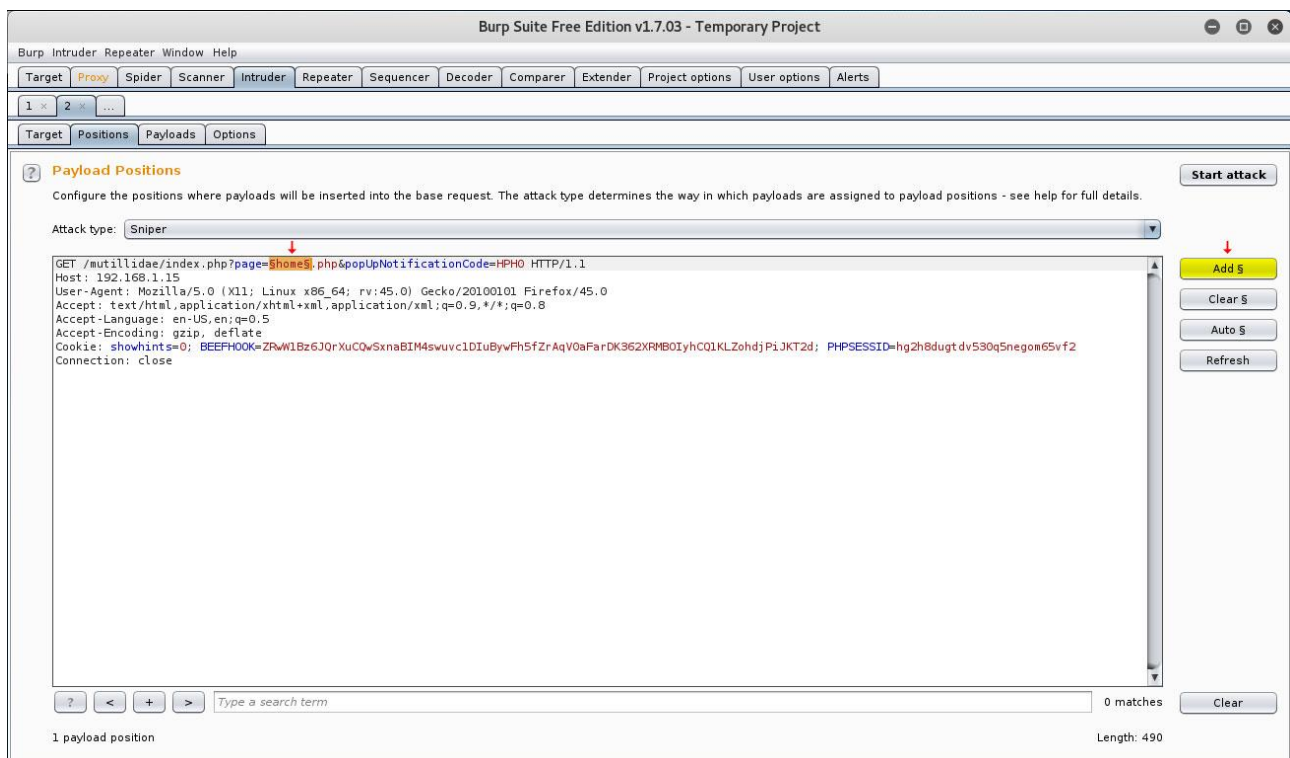 Burp Suite Free Edition v1.7.03 - Temporary Project
Burp Intruder Repeater Window Help
Target Proxy Spider Scanner Intruder Repeater Sequencer Decoder Comparer Extender Project options User options Alerts
1 × 2 × ...
Target Positions Payloads Options
? Payload Positions
Start attack
Configure the positions where payloads will be inserted into the base request. The attack type determines the way in which payloads are assigned to payload positions - see help for full details.
Attack type: Sniper
GET /mutillidae/index.php?page=§home§.php&popUpNotificationCode=HPH0 HTTP/1.1
Host: 192.168.1.15
User-Agent: Mozilla/5.0 (X11; Linux x86_64; rv:45.0) Gecko/20100101 Firefox/45.0
Accept: text/html,application/xhtml+xml,application/xml;q=0.9,*/*;q=0.8
Accept-Language: en-US,en;q=0.5
Accept-Encoding: gzip, deflate
Cookie: showhints=0; BEEFHOOK=ZRwW1Bz6JQrXuCQwSxnaBIM4swuvc1DIuBywFh5fZrAqV0aFarDK362XRMBOIyhCQ1KLZohdjPiJKT2d; PHPSESSID=hg2h8dugtdv530q5negom65vf2
Connection: close
Add §
Clear §
Auto §
Refresh
? < + > Type a search term 0 matches Clear
1 payload position Length: 490